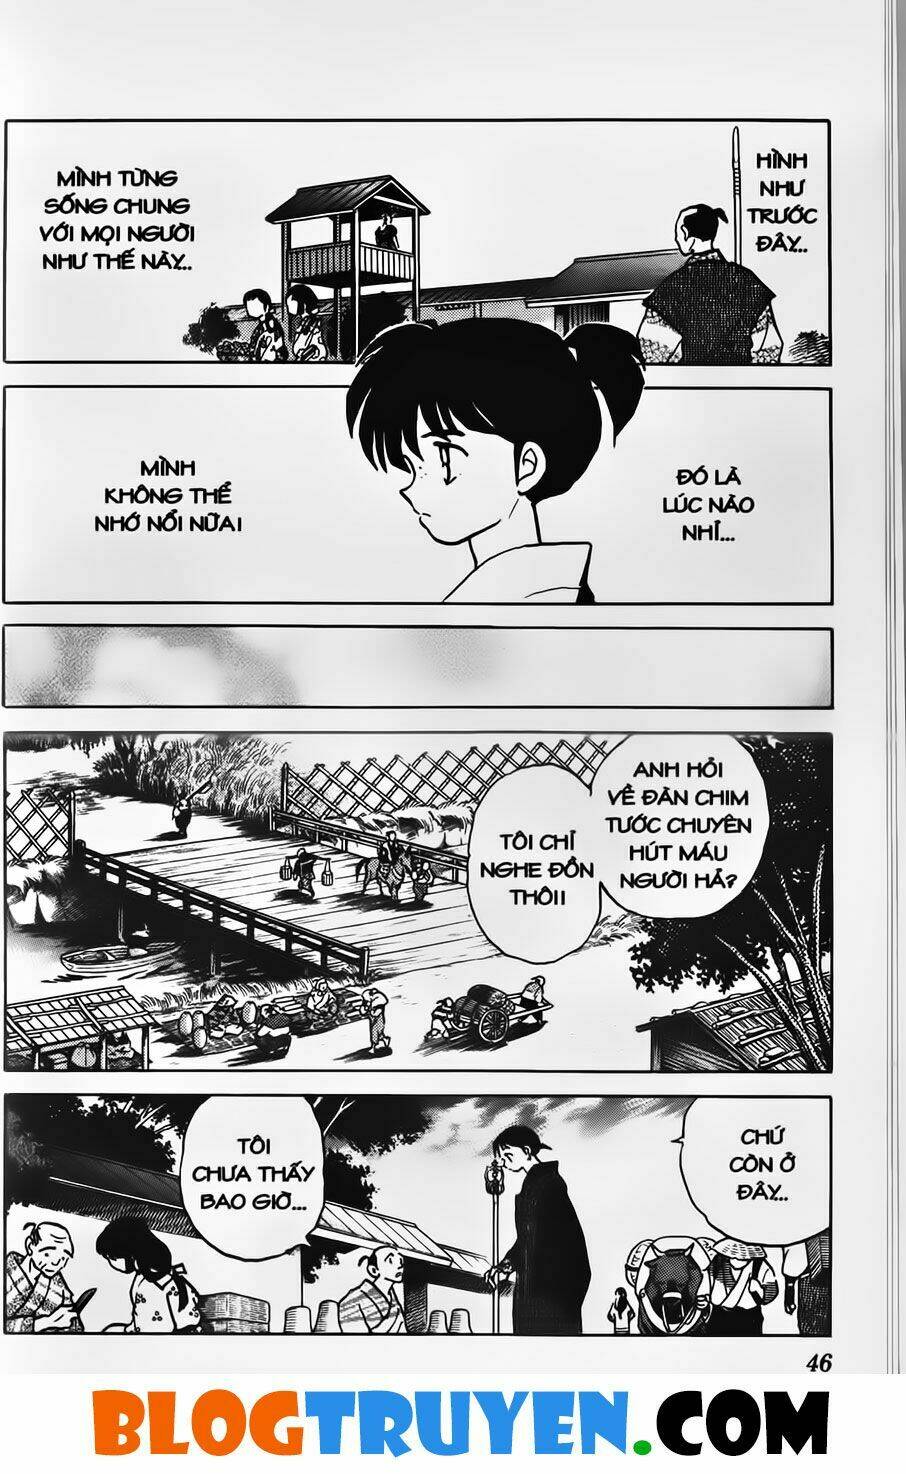 HÌNH
NHƯ
TRƯỚC
ĐÂY...
MÌNH TỪNG
SỐNG CHUNG
VỚI MỌI NGƯỜI
NHƯ THẾ NÀY..
ĐÓ LÀ
LÚC NÀO
NHỈ...
MÌNH
KHÔNG THỂ
NHỚ NỔI NỮA!
ANH HỎI
VỀ ĐÀN CHIM
TƯỚC CHUYÊN
HÚT MÁU
NGƯỜI HẢ?
TÔI CHỈ
NGHE ĐỒN
THÔI!
CHỨ
CÒN Ở
ĐÂY...
TÔI
CHƯA THẤY
BAO GIỜ...
46
BLOGTRUYEN.COM